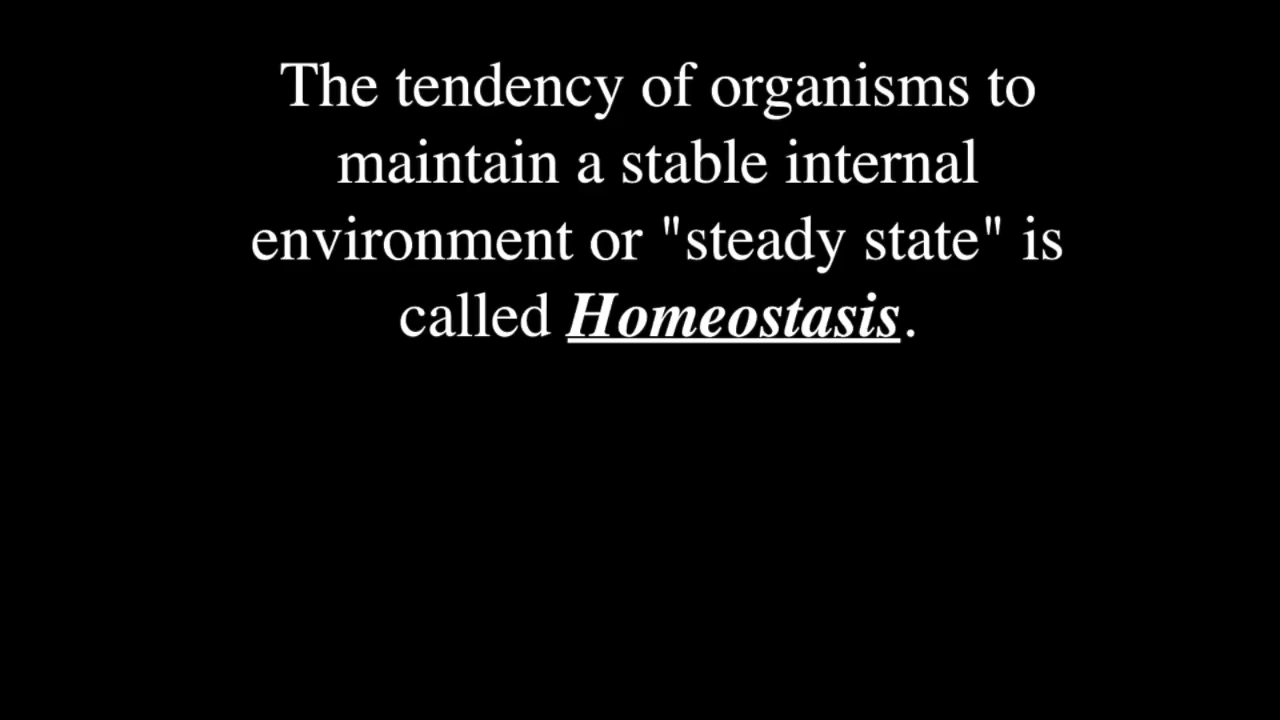 The tendency of organisms to
maintain a stable internal
environment or "steady state" is
called Homeostasis.